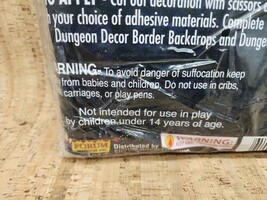 TO APPLY - Cut out decoration with scissors o
n your choice of adhesive materials. Complete
Dungeon Decor Border Backdrops and Dunge
WARNING- To avoid danger of suffocation keep
from babies and children. Do not use in cribs,
carriages, or play pens.
Not intended for use in play
by children under 14 years of age.
FORUM
Distributed by
WARNING: